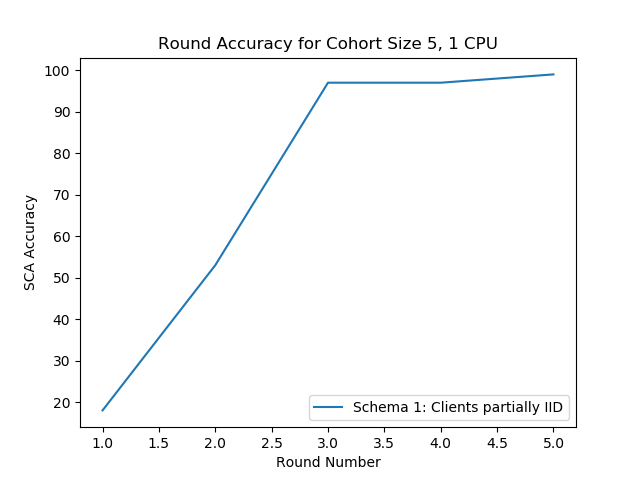 Round Accuracy for Cohort Size 5, 1 CPU
100
90
80
70
60
50
40
30
20
SCA Accuracy
Schema 1: Clients partially IID
1.0 1.5 2.0 2.5 3.0 3.5 4.0 4.5 5.0
Round Number